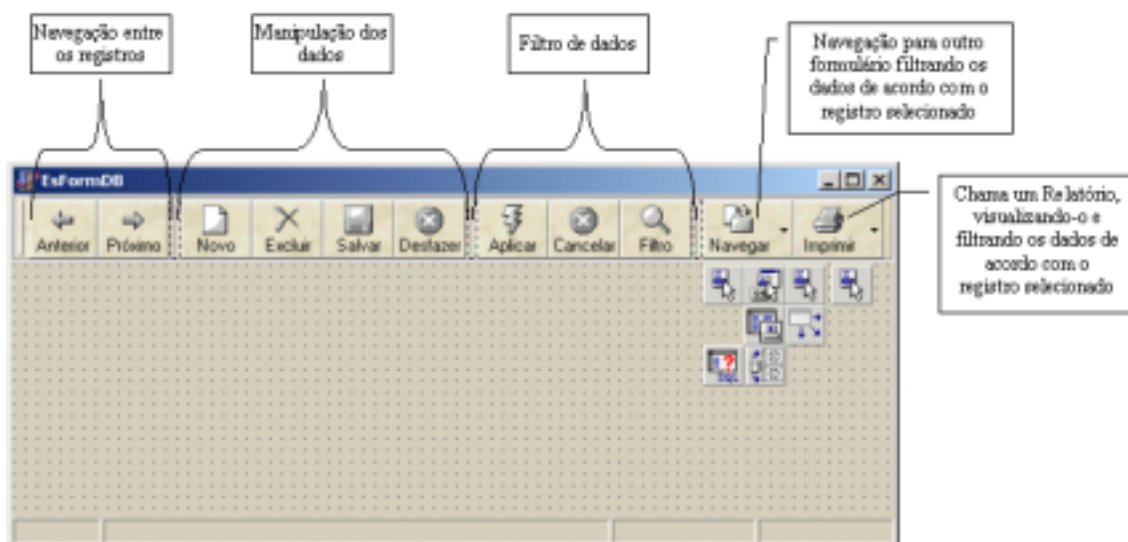 Navegação entre
os registros
Manipulação dos
dados
Filtro de dados
Navegação para outro
formulário filtrando os
dados de acordo com o
registro selecionado
EsFormDB
Anterior
Próximo
Novo
Excluir
Salvar
Desfazer
Aplicar
Cancelar
Filtro
Navegar
Imprimir
Chama um Relatório,
visualizando-o e
filtrando os dados de
acordo com o
registro selecionado